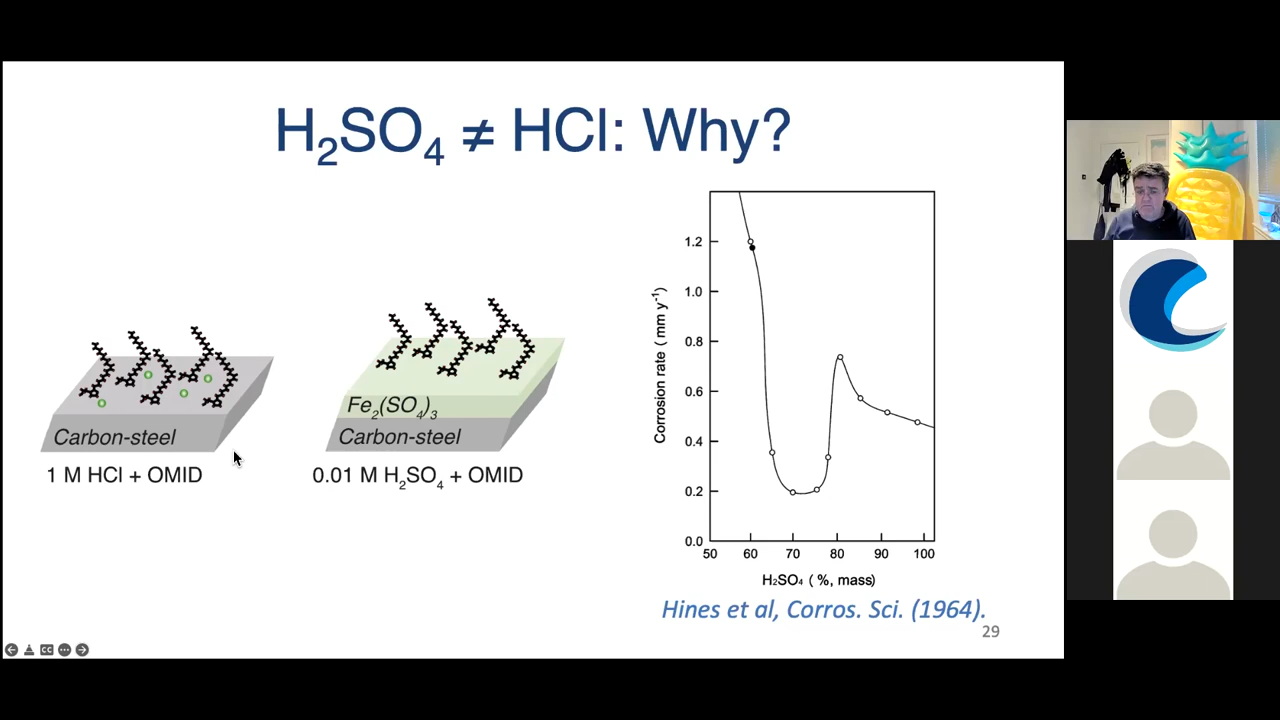 H₂SO₄ ≠ HCl: Why?
Carbon-steel
1 M HCl + OMID
Fe₂(SO₄)₃
Carbon-steel
0.01 M H₂SO₄ + OMID
Corrosion rate ( mm y⁻¹)
1.2
1.0
0.8
0.6
0.4
0.2
0.0
50 60 70 80 90 100
H₂SO₄ ( %, mass)
Hines et al, Corros. Sci. (1964).
29
CC